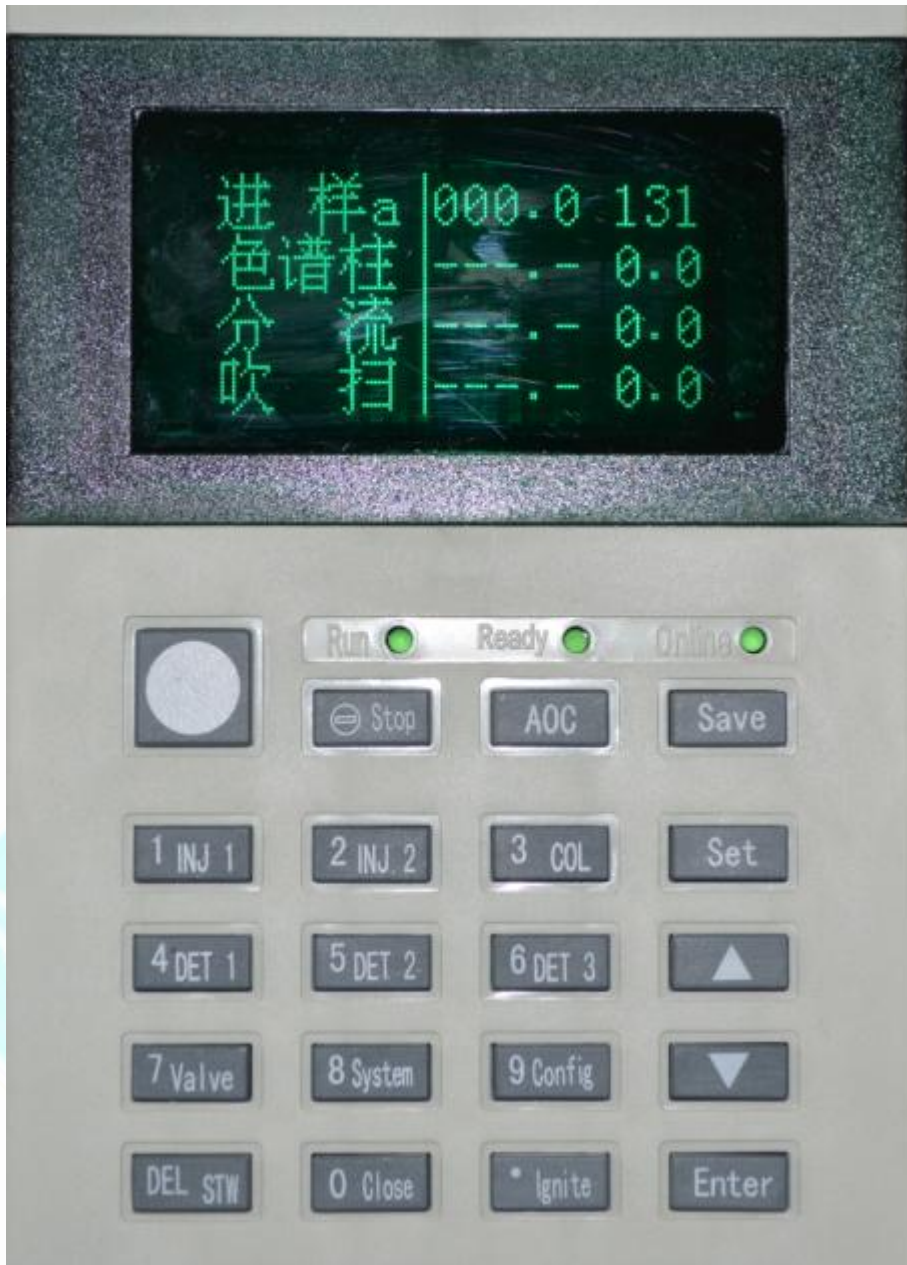 进 样a 000.0 131
色谱柱 ---.- 0.0
分 流 ---.- 0.0
吹 扫 ---.- 0.0
Run Ready Online
Stop AOC Save
1 INJ 1 2 INJ 2 3 COL Set
4 DET 1 5 DET 2 6 DET 3
7 Valve 8 System 9 Config
DEL STW 0 Close • Ignite Enter